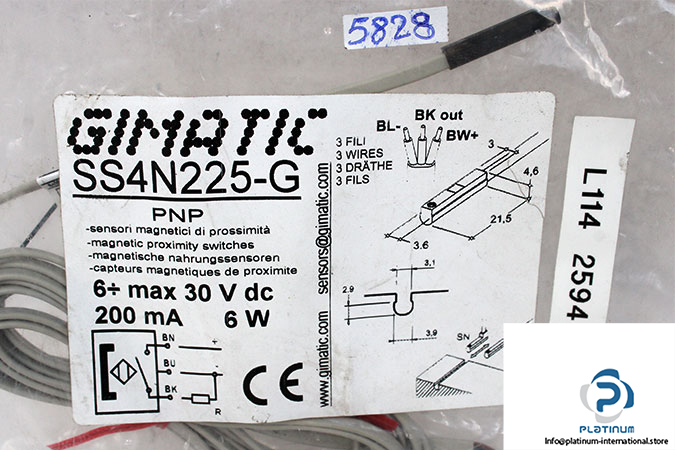 5828
GIMATIC
SS4N225-G
PNP
-sensori magnetici di prossimità
-magnetic proximity switches
-magnetische nahrungssensoren
-capteurs magnetiques de proximite
6÷ max 30 V dc
200 mA 6 W
BN +
BU -
BK
R
CE
www.gimatic.com sensors@gimatic.com
3 FILI
3 WIRES
3 DRÄTHE
3 FILS
BK out
BL-
BW+
3
4,6
21,5
3.6
3,1
2.9
3,9
SN
L114 2594
PLATINUM
Info@platinum-international.store